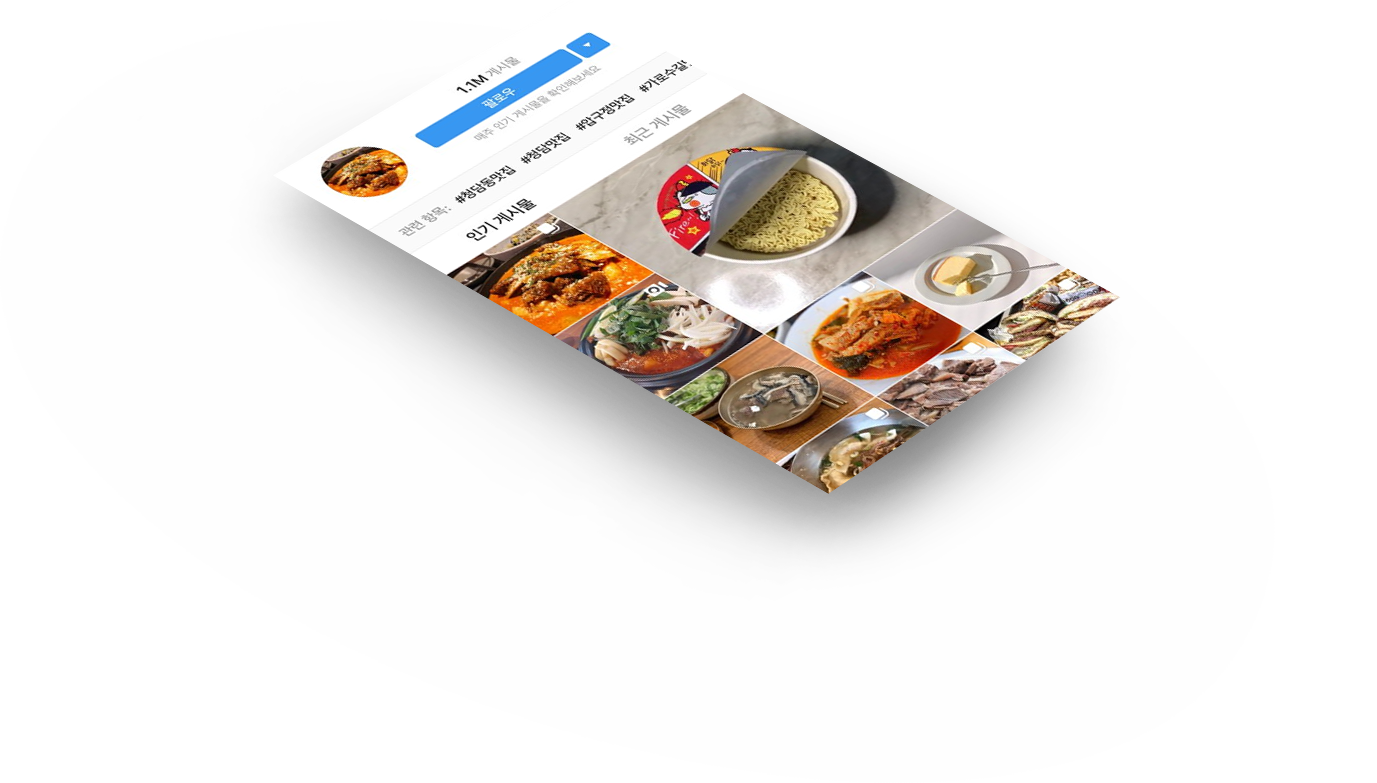 1.1M 게시물
팔로우
매주 인기 게시물을 확인해보세요
관련 항목: #청담동맛집 #청담맛집 #압구정맛집 #가로수길
인기 게시물
최근 게시물
Fire